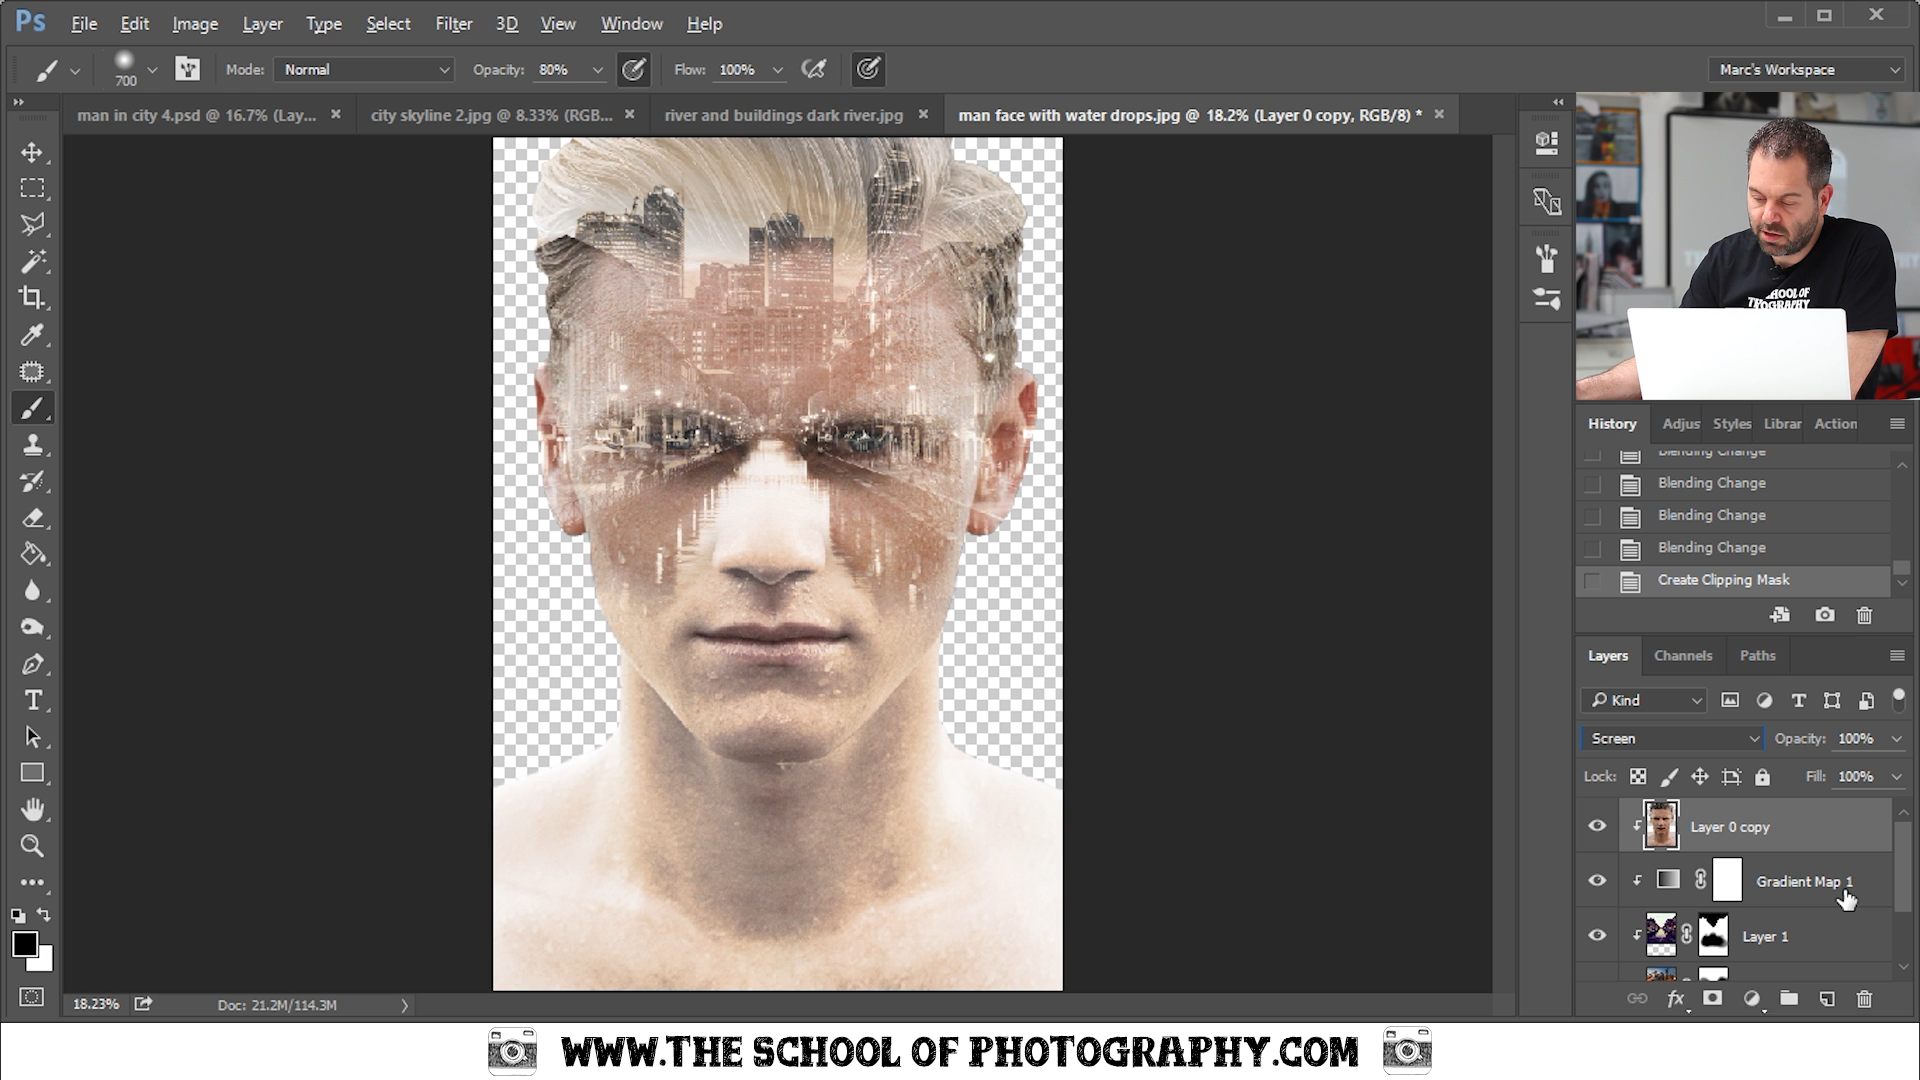 Ps File Edit Image Layer Type Select Filter 3D View Window Help
700 Mode: Normal Opacity: 80% Flow: 100% Marc's Workspace
man in city 4.psd @ 16.7% (Lay... × city skyline 2.jpg @ 8.33% (RGB... × river and buildings dark river.jpg × man face with water drops.jpg @ 18.2% (Layer 0 copy, RGB/8) * ×
History Adjus Styles Librar Action
Blending Change
Blending Change
Blending Change
Blending Change
Create Clipping Mask
Layers Channels Paths
Kind
Screen Opacity: 100%
Lock: Fill: 100%
Layer 0 copy
Gradient Map 1
Layer 1
fx
18.23% Doc: 21.2M/114.3M
WWW.THE SCHOOL OF PHOTOGRAPHY.COM